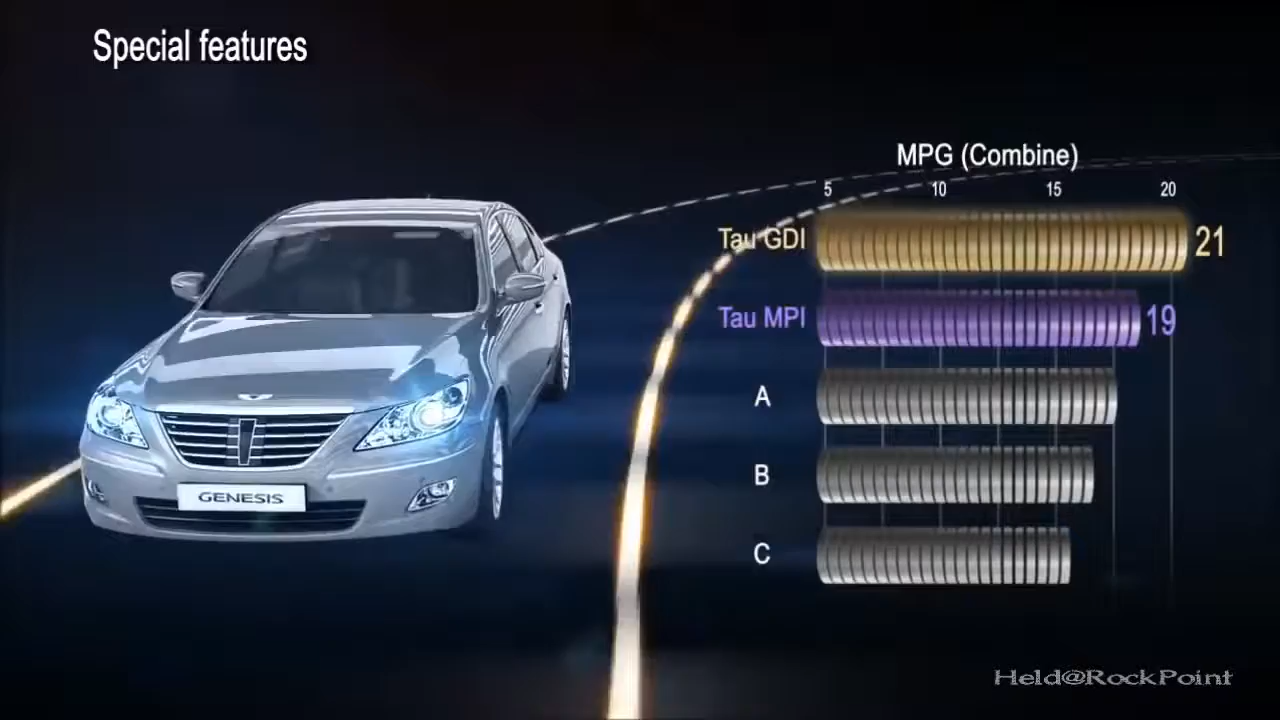 Special features
MPG (Combine)
5 10 15 20
Tau GDI 21
Tau MPI 19
A
B
C
GENESIS
Held@RockPoint